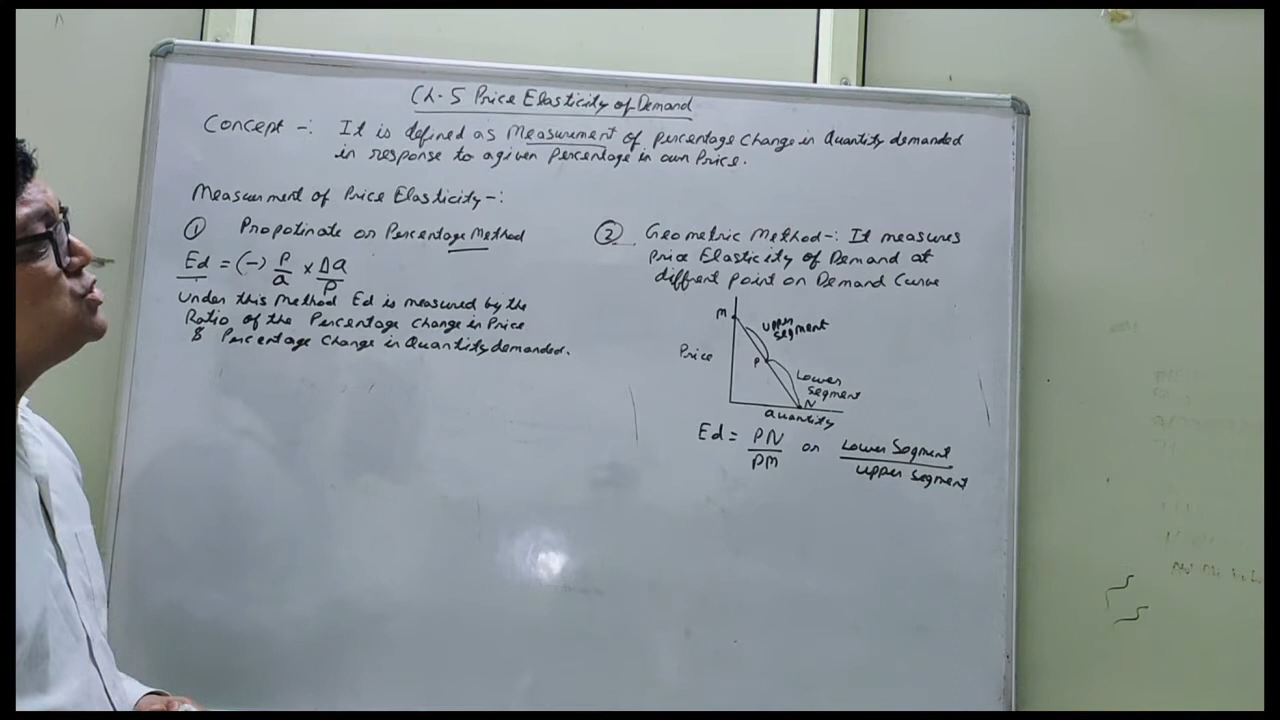 Ch-5 Price Elasticity of Demand
Concept -: It is defined as Measurement of percentage change in Quantity demanded
in response to a given percentage in own Price.
Measurment of Price Elasticity -:
① Propotinate or Percentage Method
Ed = (-) P/Q × ΔQ/P
Under this Method Ed is measured by the
Ratio of the Percentage change in Price
& Percentage change in Quantity demanded.
② Geometric Method -: It measures
Price Elasticity of Demand at
diffrent point on Demand Curve
M
upper
segment
Price
P
Lower
segment
N
Quantity
Ed = PN/PM or Lower Segment/upper segment